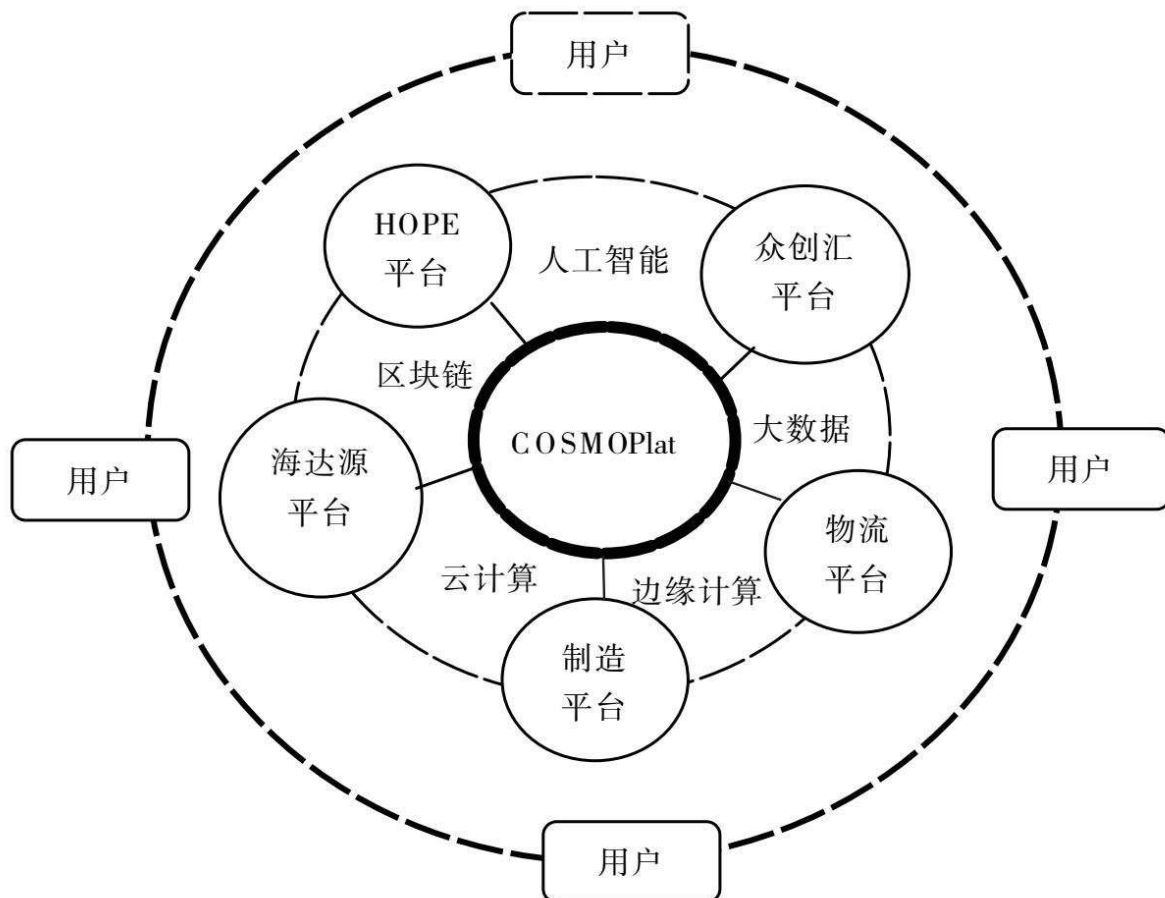 用户
HOPE
平台
人工智能
众创汇
平台
区块链
大数据
COSMOPlat
海达源
平台
用户
用户
物流
平台
云计算
边缘计算
制造
平台
用户